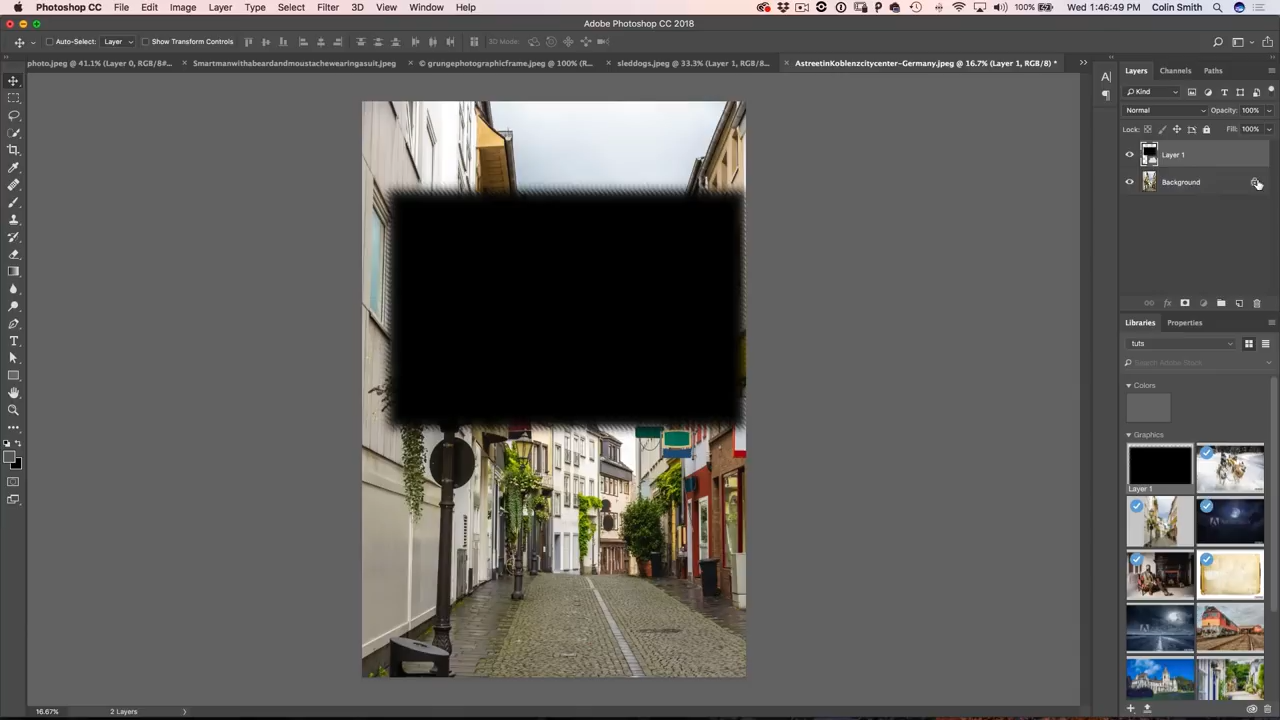 Photoshop CC File Edit Image Layer Type Select Filter 3D View Window Help 100% Wed 1:46:49 PM Colin Smith
Adobe Photoshop CC 2018
Auto-Select: Layer Show Transform Controls 3D Mode:
photo.jpeg @ 41.1% (Layer 0, RGB/8#... Smartmanwithabeardandmoustachewearingasuit.jpeg © grungephotographicframe.jpeg @ 100% (R... sleddogs.jpeg @ 33.3% (Layer 1, RGB/8... AstreetinKoblenzcitycenter-Germany.jpeg @ 16.7% (Layer 1, RGB/8) *
Layers Channels Paths
Kind
Normal Opacity: 100%
Lock: Fill: 100%
Layer 1
Background
Libraries Properties
tuts
Search Adobe Stock
Colors
Graphics
Layer 1
16.67% 2 Layers